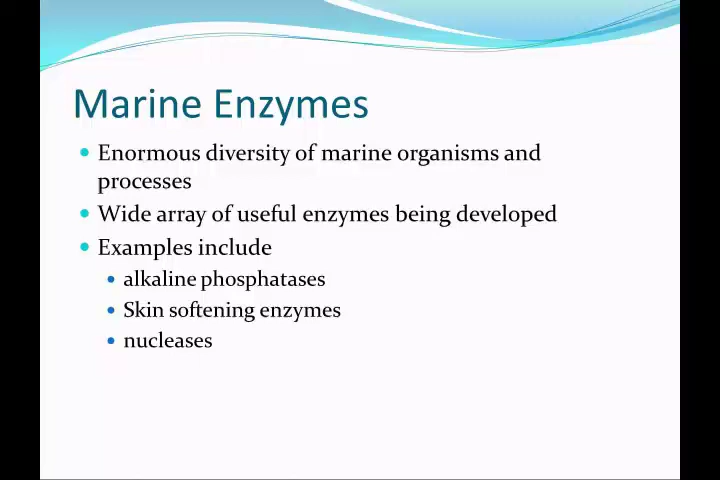 Marine Enzymes
Enormous diversity of marine organisms and
processes
Wide array of useful enzymes being developed
Examples include
alkaline phosphatases
Skin softening enzymes
nucleases